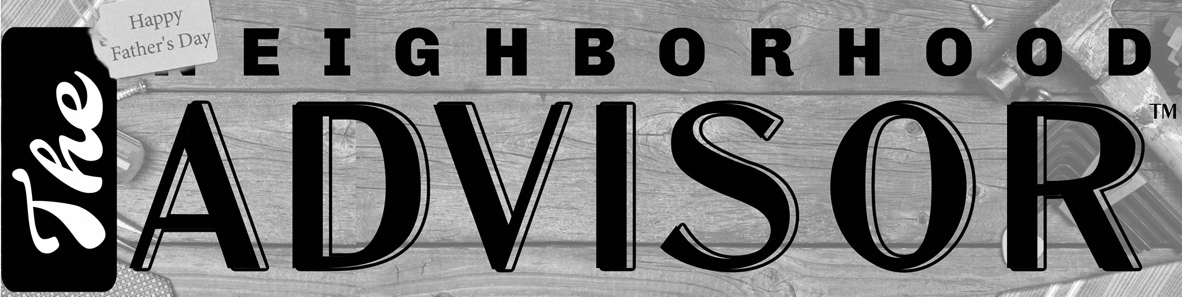 Happy
Father's Day
The
NEIGHBORHOOD
ADVISOR™